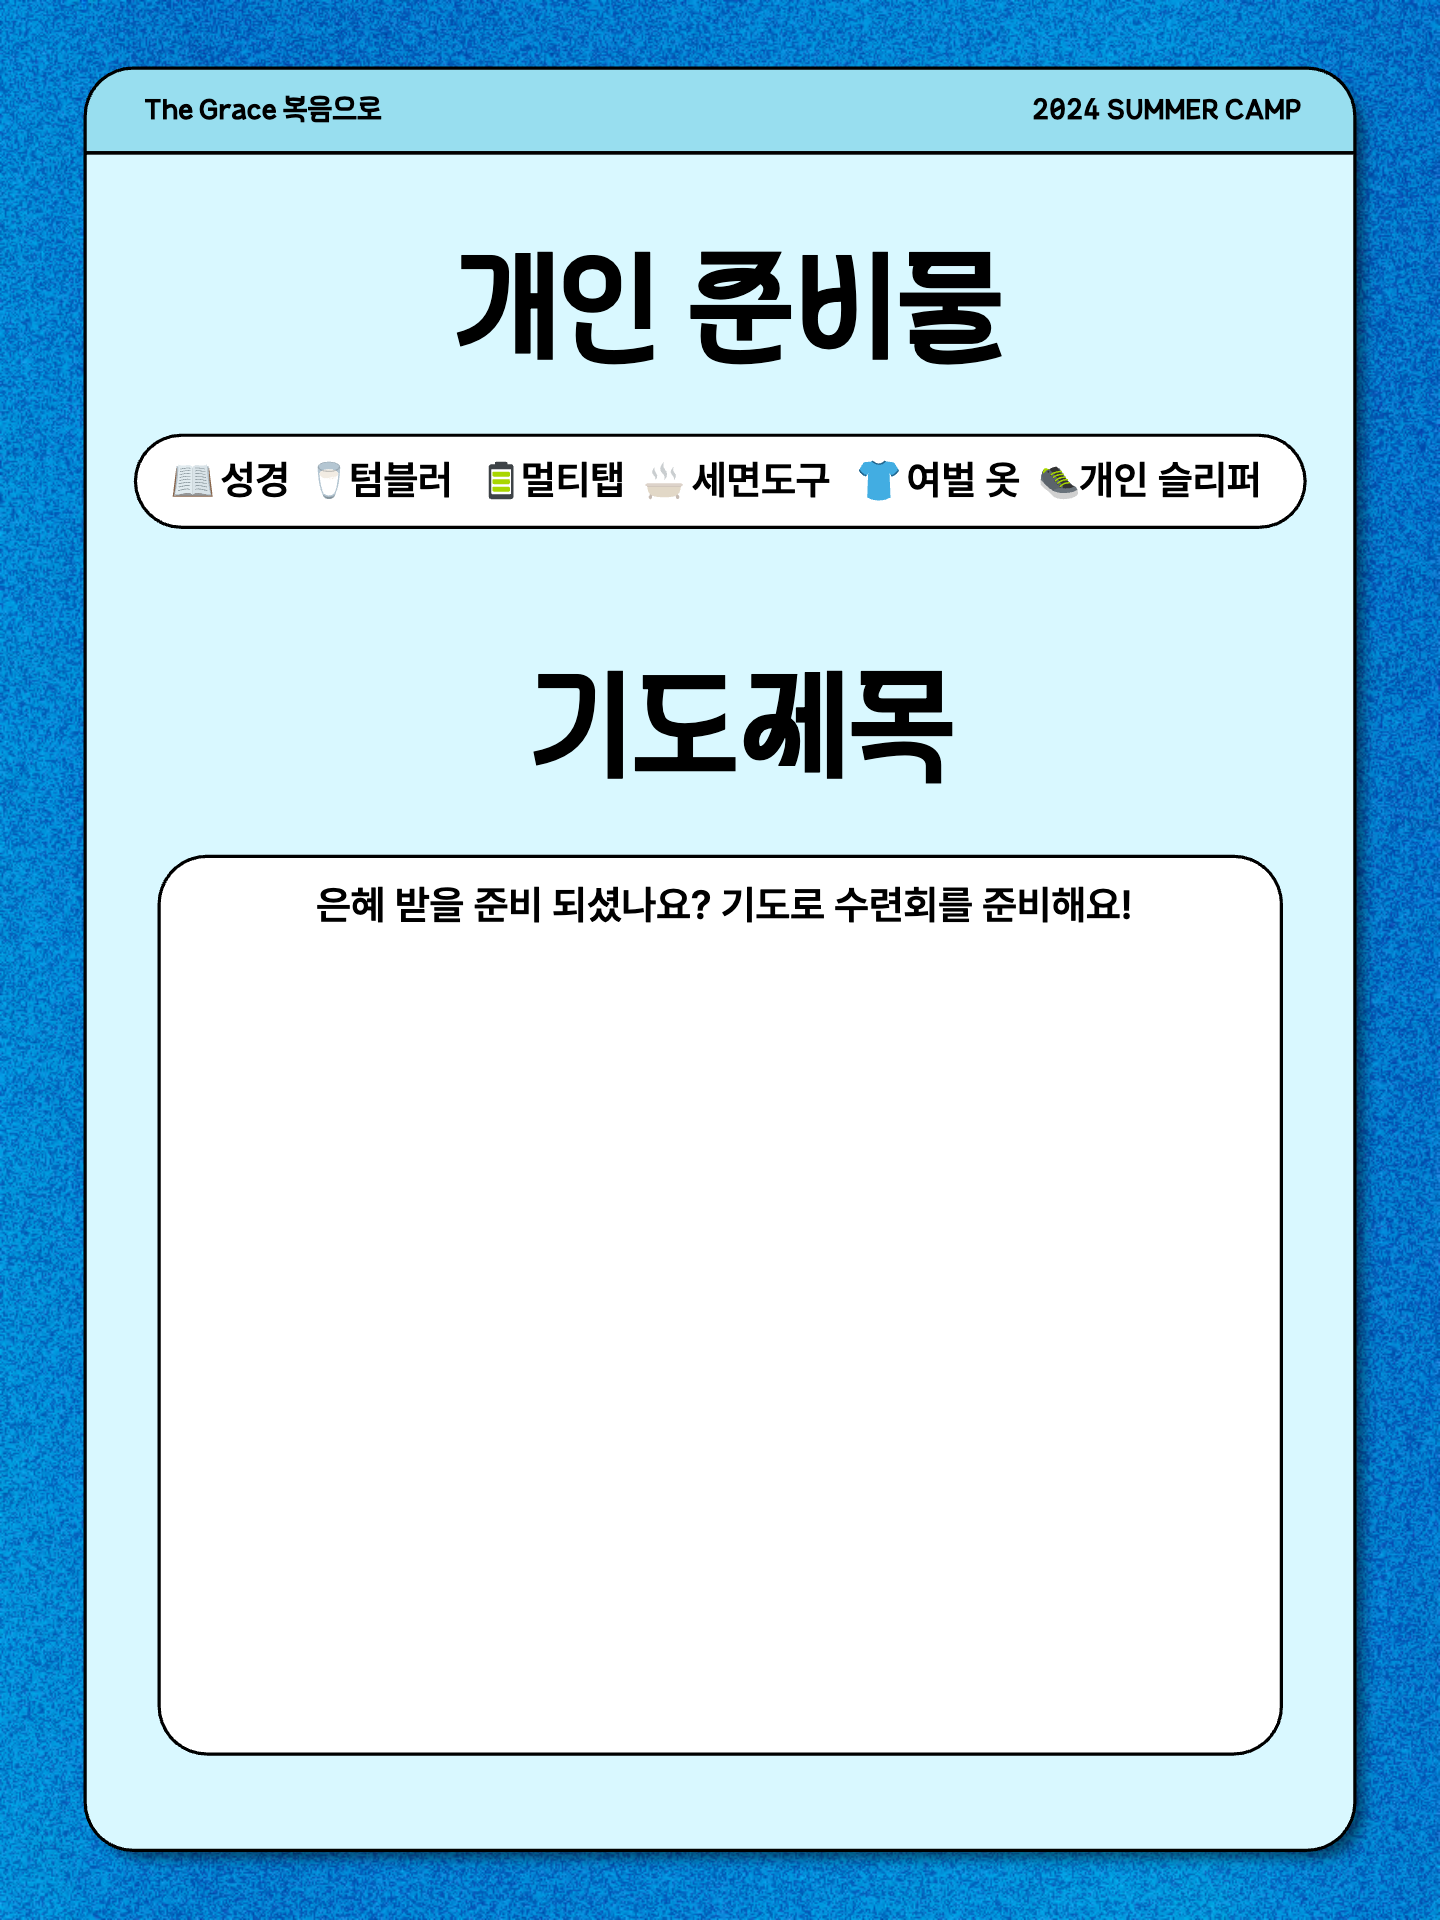 The Grace 복음으로
2024 SUMMER CAMP
개인 준비물
성경 텀블러 멀티탭 세면도구 여벌 옷 개인 슬리퍼
기도제목
은혜 받을 준비 되셨나요? 기도로 수련회를 준비해요!